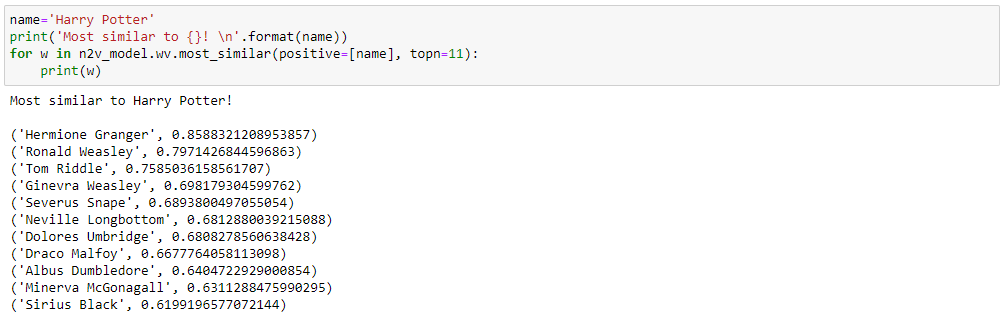 name='Harry Potter'
print('Most similar to {}! \n'.format(name))
for w in n2v_model.wv.most_similar(positive=[name], topn=11):
    print(w)
Most similar to Harry Potter!
('Hermione Granger', 0.8588321208953857)
('Ronald Weasley', 0.7971426844596863)
('Tom Riddle', 0.7585036158561707)
('Ginevra Weasley', 0.698179304599762)
('Severus Snape', 0.6893800497055054)
('Neville Longbottom', 0.6812880039215088)
('Dolores Umbridge', 0.6808278560638428)
('Draco Malfoy', 0.6677764058113098)
('Albus Dumbledore', 0.6404722929000854)
('Minerva McGonagall', 0.6311288475990295)
('Sirius Black', 0.6199196577072144)